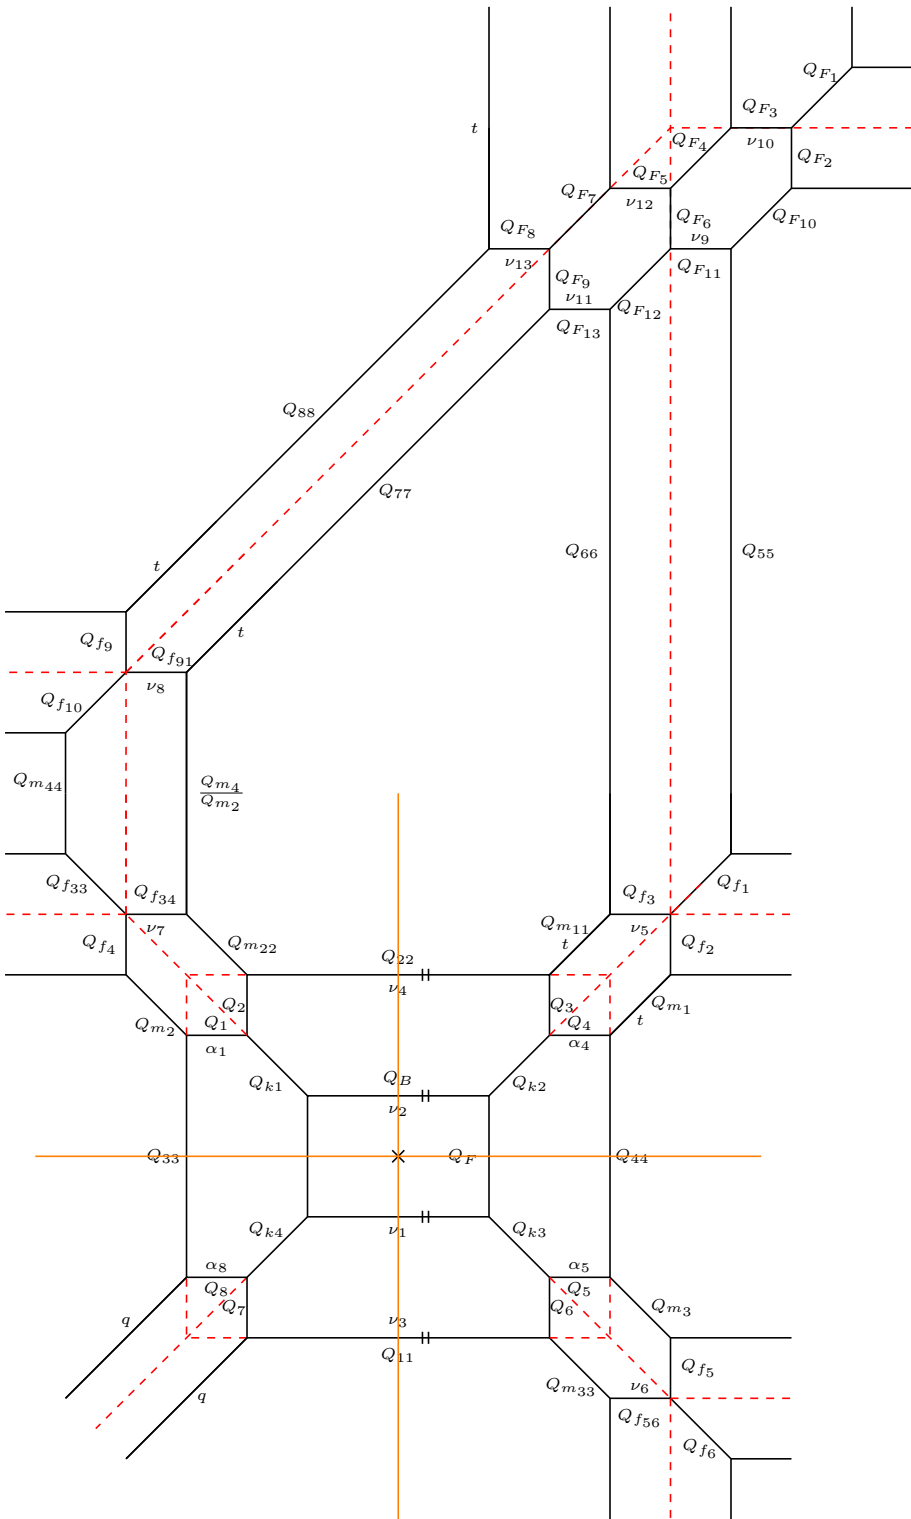 Q_{F_1}
Q_{F_3}
t
ν_{10}
Q_{F_4}
Q_{F_2}
Q_{F_5}
Q_{F_7}
ν_{12}
Q_{F_6}
Q_{F_{10}}
Q_{F_8}
ν_9
ν_{13}
Q_{F_{11}}
Q_{F_9}
ν_{11}
Q_{F_{12}}
Q_{F_{13}}
Q_{88}
Q_{77}
Q_{66}
Q_{55}
t
t
Q_{f_9}
Q_{f_{91}}
ν_8
Q_{f_{10}}
Q_{m_{44}}
Q_{m_4}
Q_{m_2}
Q_{f_{33}}
Q_{f_{34}}
Q_{f_3}
Q_{f_1}
ν_7
Q_{m_{11}}
ν_5
Q_{f_4}
Q_{m_{22}}
t
Q_{f_2}
Q_{22}
ν_4
Q_2
Q_3
Q_{m_1}
Q_{m_2}
Q_1
Q_4
t
α_1
α_4
Q_{k1}
Q_B
Q_{k2}
ν_2
Q_{33}
Q_F
Q_{44}
Q_{k4}
ν_1
Q_{k3}
α_8
α_5
Q_8
Q_5
Q_7
Q_6
Q_{m_3}
q
ν_3
Q_{11}
Q_{f_5}
q
Q_{m_{33}}
ν_6
Q_{f_{56}}
Q_{f_6}